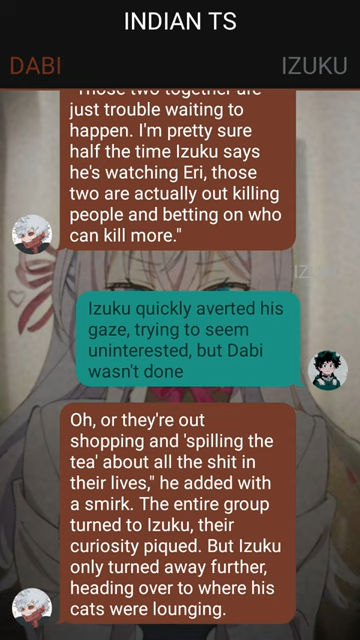 INDIAN TS
DABI
IZUKU
"Those two together are
just trouble waiting to
happen. I'm pretty sure
half the time Izuku says
he's watching Eri, those
two are actually out killing
people and betting on who
can kill more."
Izuku quickly averted his
gaze, trying to seem
uninterested, but Dabi
wasn't done
Oh, or they're out
shopping and 'spilling the
tea' about all the shit in
their lives," he added with
a smirk. The entire group
turned to Izuku, their
curiosity piqued. But Izuku
only turned away further,
heading over to where his
cats were lounging.